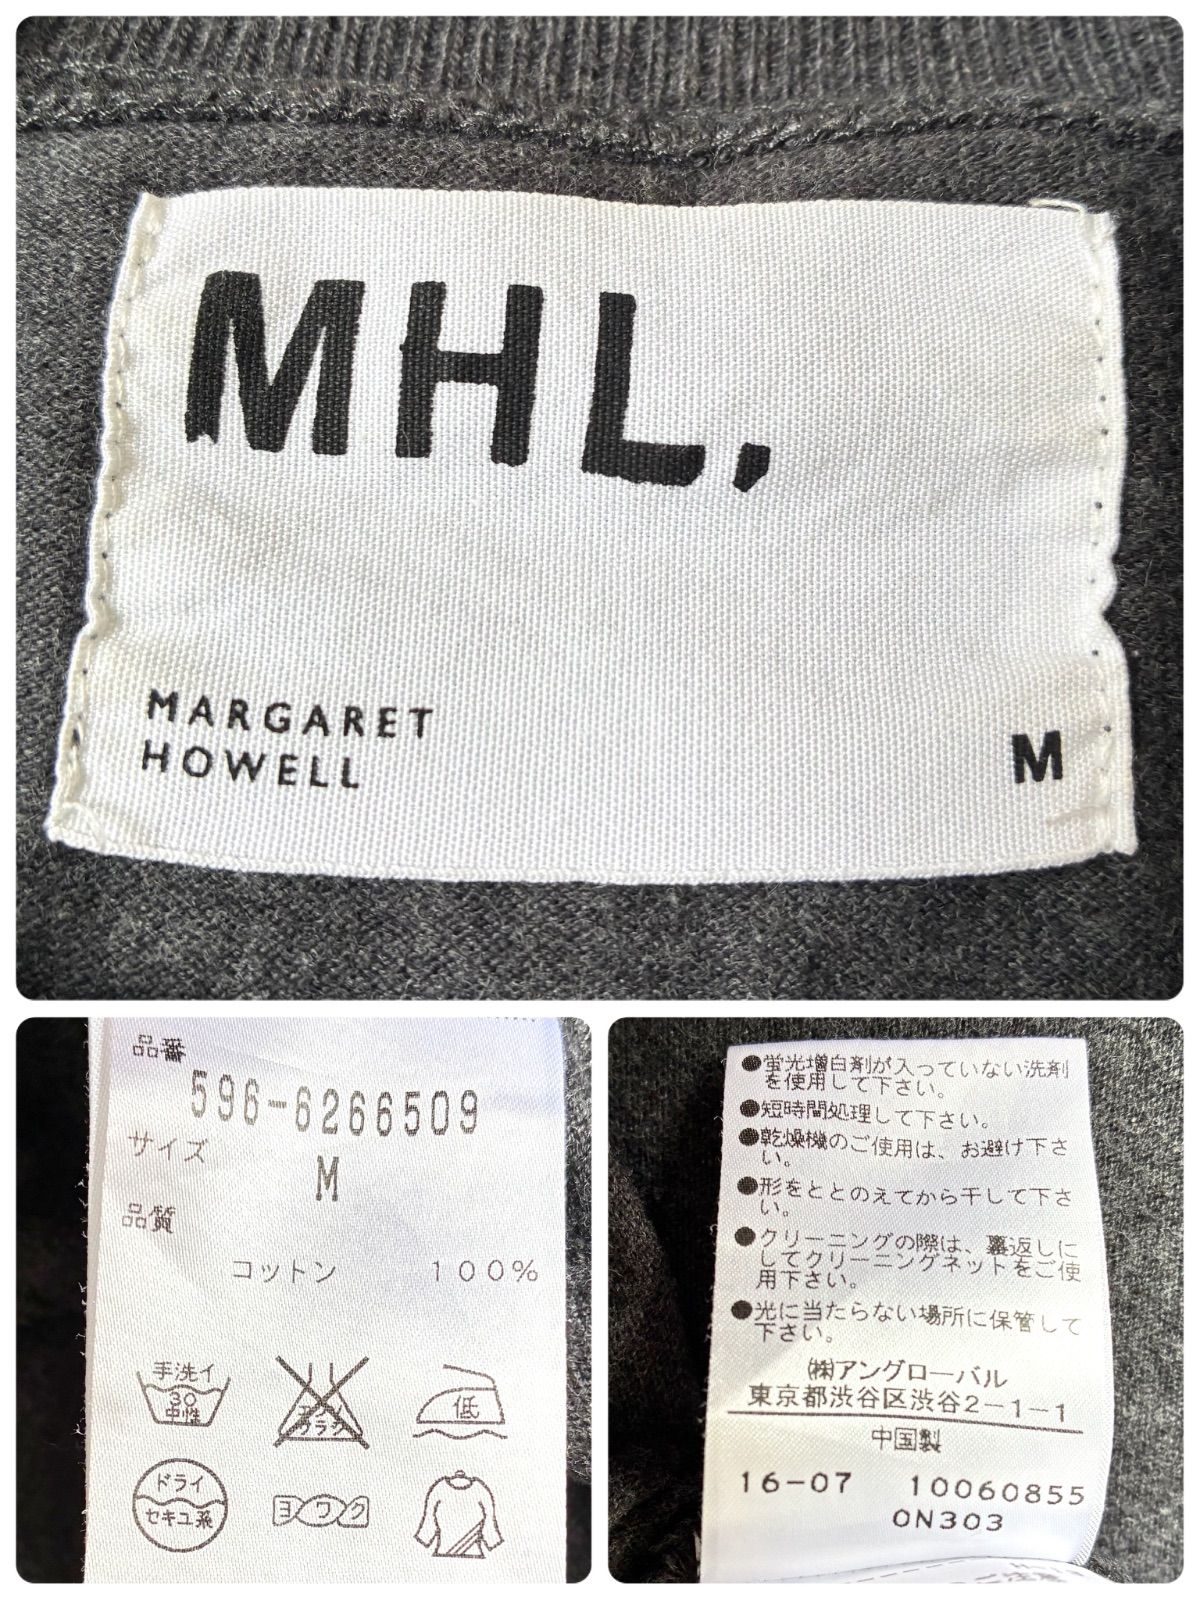 MHL.
MARGARET
HOWELL
M
品番
596-6266509
サイズ
M
品質
コットン 100%
手洗イ
30
中性
エンソ
サラシ
低
ドライ
セキユ系
ヨワク
●蛍光増白剤が入っていない洗剤
を使用して下さい。
●短時間処理して下さい。
●乾燥機のご使用は、お避け下さ
い。
●形をととのえてから干して下さ
い。
●クリーニングの際は、裏返しに
してクリーニングネットをご使
用下さい。
●光に当たらない場所に保管して
下さい。
㈱アングローバル
東京都渋谷区渋谷2-1-1
中国製
16-07 10060855
0N303